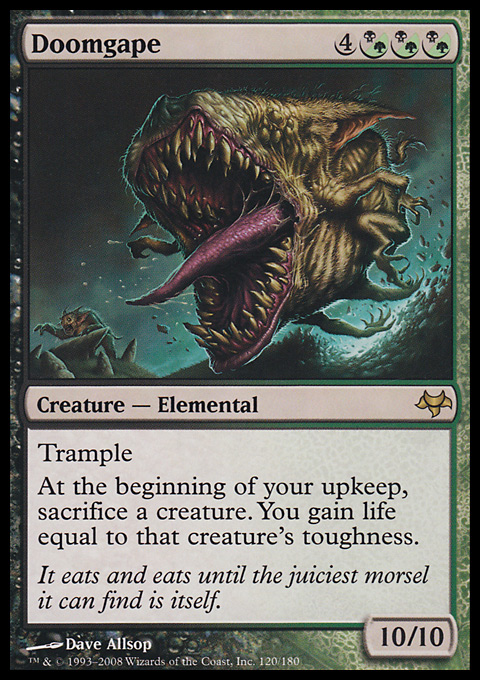 Doomgape 4
Creature — Elemental
Trample
At the beginning of your upkeep,
sacrifice a creature. You gain life
equal to that creature's toughness.
It eats and eats until the juiciest morsel
it can find is itself.
Dave Allsop
10/10
™ & © 1993–2008 Wizards of the Coast, Inc. 120/180